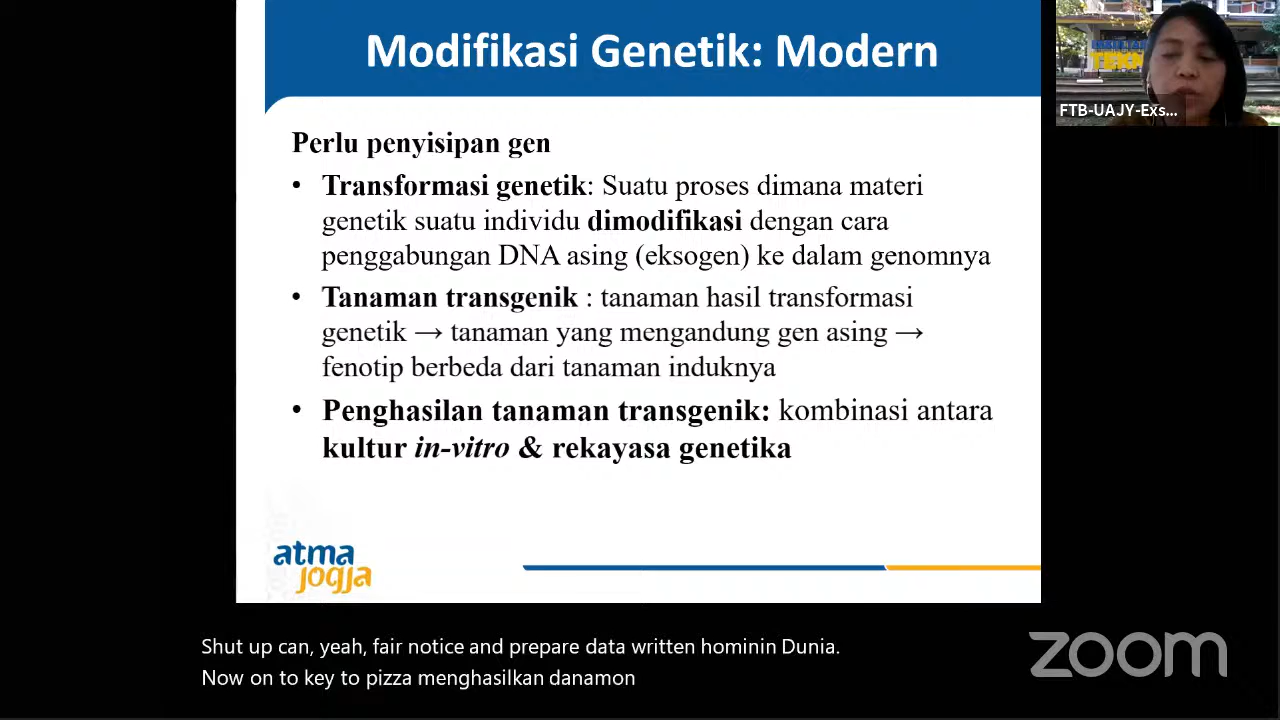 Modifikasi Genetik: Modern
FTB-UAJY-Exs...
Perlu penyisipan gen
• Transformasi genetik: Suatu proses dimana materi
genetik suatu individu dimodifikasi dengan cara
penggabungan DNA asing (eksogen) ke dalam genomnya
• Tanaman transgenik : tanaman hasil transformasi
genetik → tanaman yang mengandung gen asing →
fenotip berbeda dari tanaman induknya
• Penghasilan tanaman transgenik: kombinasi antara
kultur in-vitro & rekayasa genetika
atma
jogja
Shut up can, yeah, fair notice and prepare data written hominin Dunia.
Now on to key to pizza menghasilkan danamon
zoom